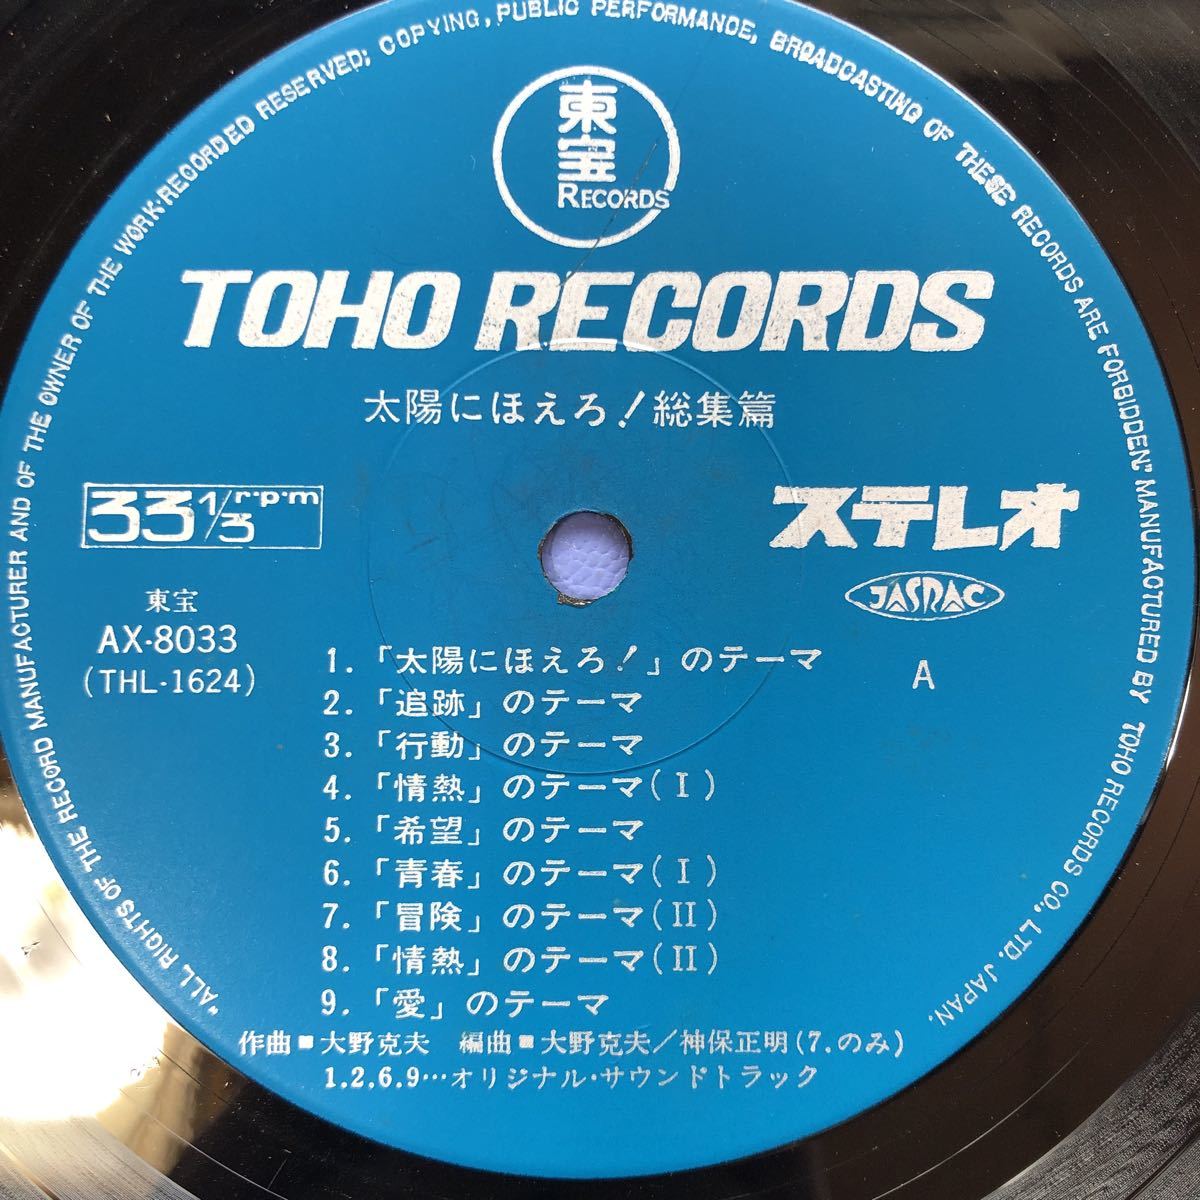 東宝
RECORDS
TOHO RECORDS
太陽にほえろ!総集篇
33 1/3 r·p·m
ステレオ
JASRAC
東宝
AX-8033
(THL-1624)
A
1.「太陽にほえろ!」のテーマ
2.「追跡」のテーマ
3.「行動」のテーマ
4.「情熱」のテーマ(I)
5.「希望」のテーマ
6.「青春」のテーマ(I)
7.「冒険」のテーマ(II)
8.「情熱」のテーマ(II)
9.「愛」のテーマ
作曲■大野克夫 編曲■大野克夫/神保正明(7.のみ)
1.2.6.9…オリジナル・サウンドトラック
"ALL RIGHTS OF THE RECORD MANUFACTURER AND OF THE OWNER OF THE WORK·RECORDED RESERVED; COPYING, PUBLIC PERFORMANCE, BROADCASTING OF THESE RECORDS ARE FORBIDDEN." MANUFACTURED BY TOHO RECORDS CO., LTD. JAPAN.